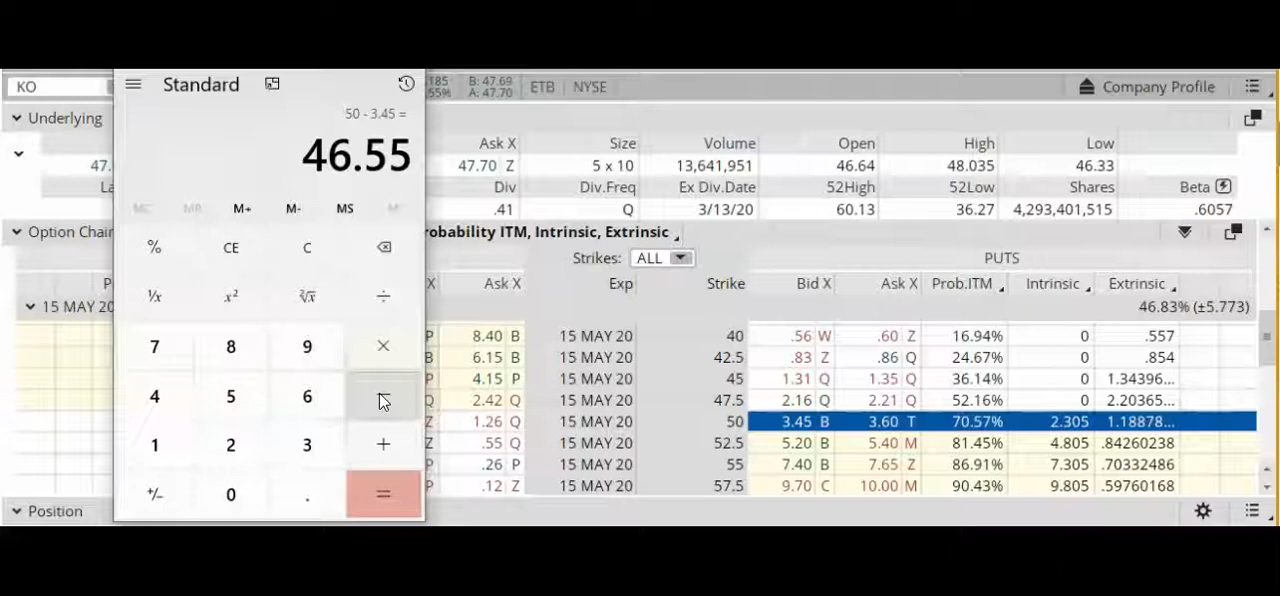 KO
Standard
185
.55%
B: 47.69
A: 47.70
ETB
NYSE
Company Profile
50 - 3.45 =
46.55
Underlying
Ask X Size Volume Open High Low
47. 47.70 Z 5 x 10 13,641,951 46.64 48.035 46.33
La Div Div.Freq Ex Div.Date 52High 52Low Shares Beta
.41 Q 3/13/20 60.13 36.27 4,293,401,515 .6057
MC MR M+ M- MS M
Option Chain robability ITM, Intrinsic, Extrinsic
% CE C
Strikes: ALL PUTS
P X Ask X Exp Strike Bid X Ask X Prob.ITM Intrinsic Extrinsic
¹/x x² ²√x ÷
15 MAY 20 46.83% (±5.773)
P 8.40 B 15 MAY 20 40 .56 W .60 Z 16.94% 0 .557
7 8 9 ×
B 6.15 B 15 MAY 20 42.5 .83 Z .86 Q 24.67% 0 .854
P 4.15 P 15 MAY 20 45 1.31 Q 1.35 Q 36.14% 0 1.34396...
4 5 6 −
Q 2.42 Q 15 MAY 20 47.5 2.16 Q 2.21 Q 52.16% 0 2.20365...
Z 1.26 Q 15 MAY 20 50 3.45 B 3.60 T 70.57% 2.305 1.18878...
1 2 3 +
Z .55 Q 15 MAY 20 52.5 5.20 B 5.40 M 81.45% 4.805 .84260238
P .26 P 15 MAY 20 55 7.40 B 7.65 Z 86.91% 7.305 .70332486
Z .12 Z 15 MAY 20 57.5 9.70 C 10.00 M 90.43% 9.805 .59760168
+/- 0 . =
Position